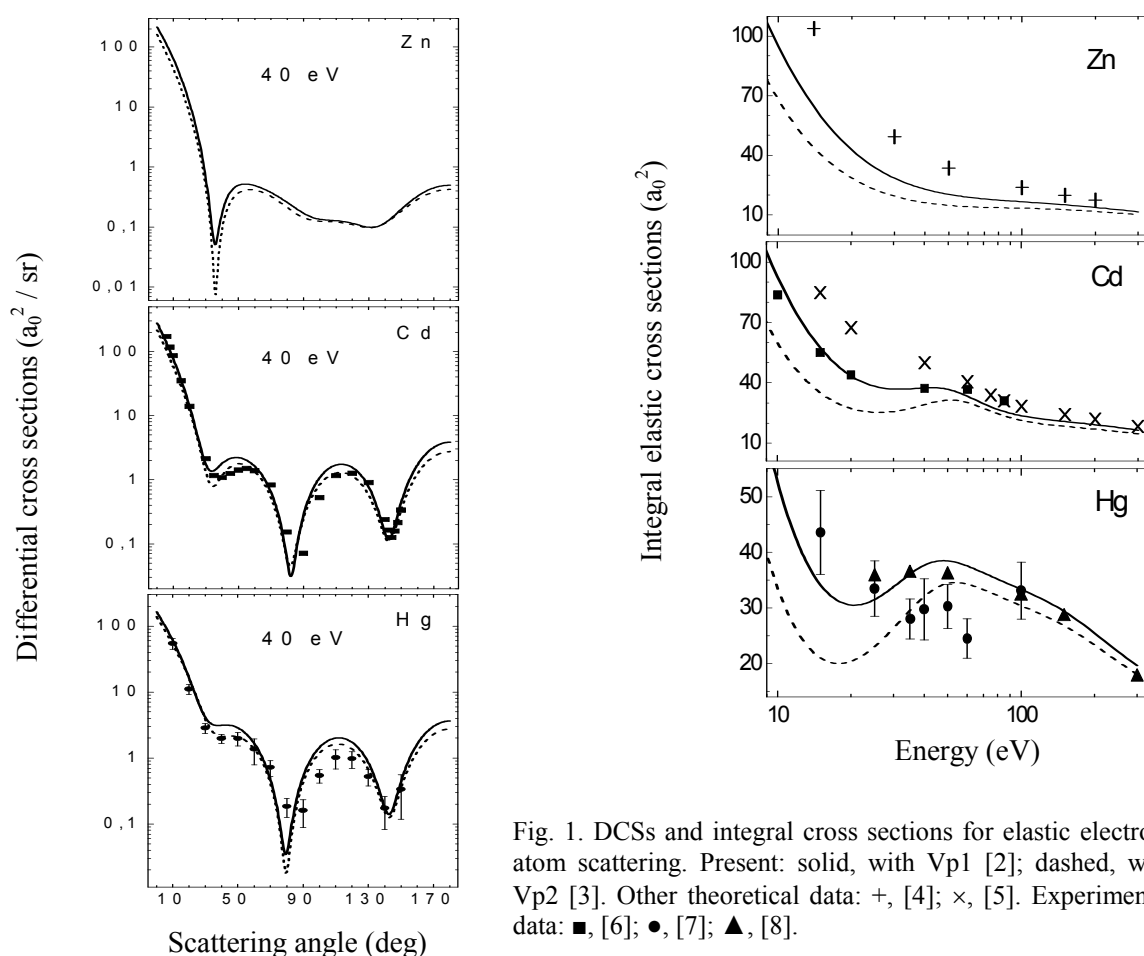 Differential cross sections (a₀² / sr)
Zn
40 eV
100
10
1
0,1
0,01
Cd
40 eV
100
10
1
0,1
Hg
40 eV
100
10
1
0,1
10 50 90 130 170
Scattering angle (deg)
Integral elastic cross sections (a₀²)
Zn
100
70
40
10
Cd
100
70
40
10
Hg
50
40
30
20
10 100
Energy (eV)
Fig. 1. DCSs and integral cross sections for elastic electro
atom scattering. Present: solid, with Vp1 [2]; dashed, w
Vp2 [3]. Other theoretical data: +, [4]; ×, [5]. Experimen
data: ■, [6]; ●, [7]; ▲, [8].